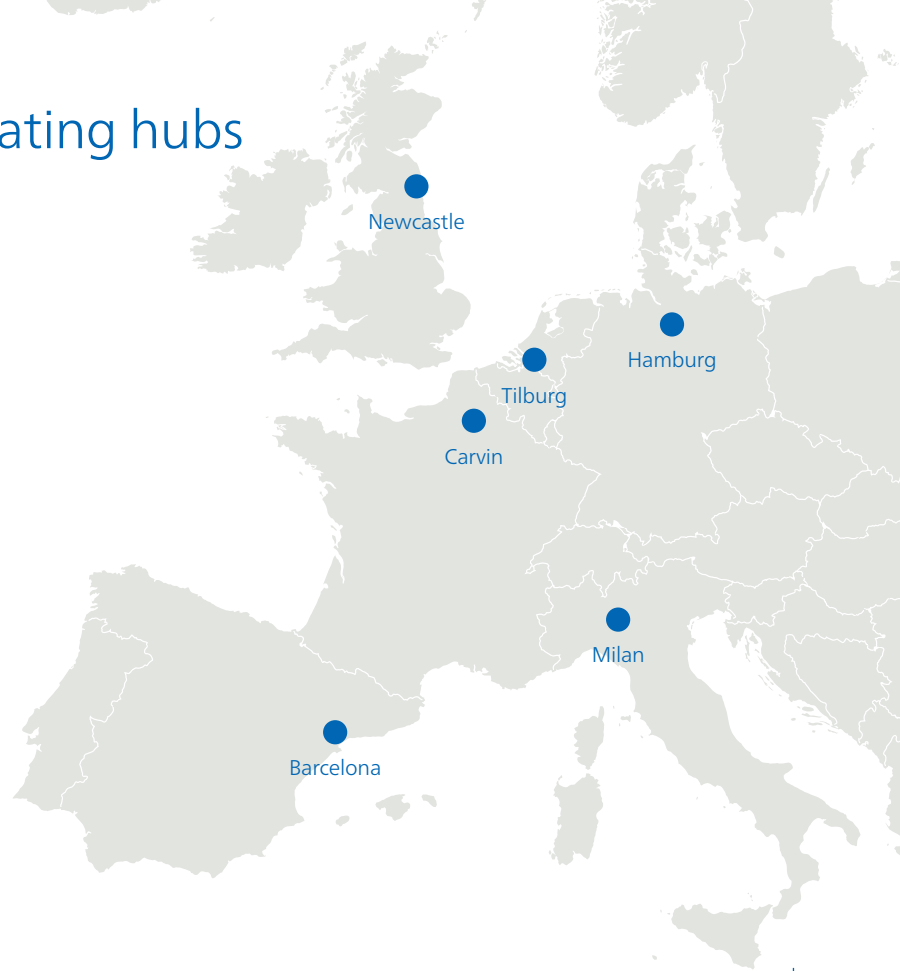 ating hubs
Newcastle
Hamburg
Tilburg
Carvin
Milan
Barcelona